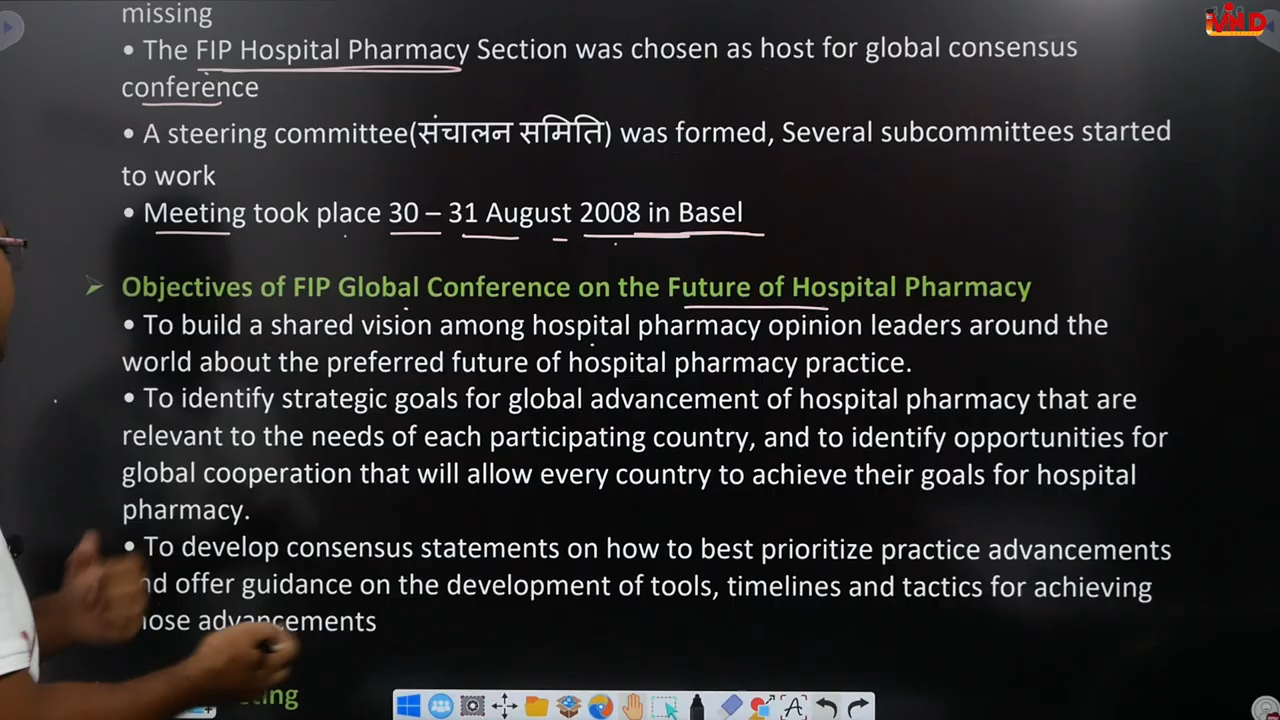 missing
• The FIP Hospital Pharmacy Section was chosen as host for global consensus
conference
• A steering committee(संचालन समिति) was formed, Several subcommittees started
to work
• Meeting took place 30 – 31 August 2008 in Basel
➢ Objectives of FIP Global Conference on the Future of Hospital Pharmacy
• To build a shared vision among hospital pharmacy opinion leaders around the
world about the preferred future of hospital pharmacy practice.
• To identify strategic goals for global advancement of hospital pharmacy that are
relevant to the needs of each participating country, and to identify opportunities for
global cooperation that will allow every country to achieve their goals for hospital
pharmacy.
• To develop consensus statements on how to best prioritize practice advancements
nd offer guidance on the development of tools, timelines and tactics for achieving
hose advancements
A